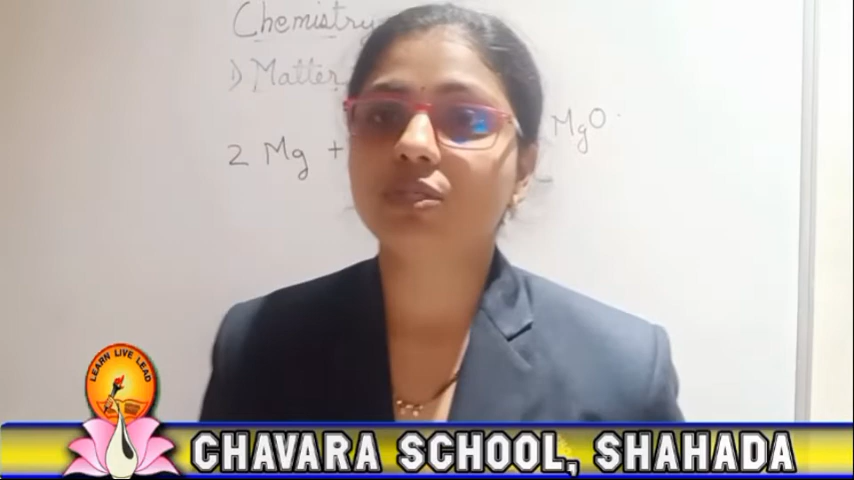 Chemistry
1) Matter
2 Mg +
MgO
LEARN LIVE LEAD
CHAVARA SCHOOL, SHAHADA